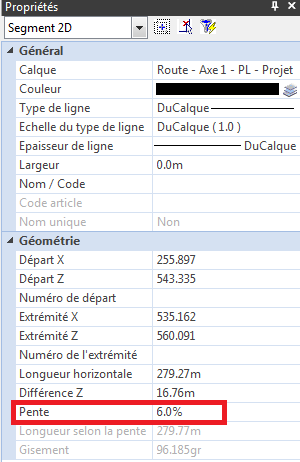 Propriétés
Segment 2D
Général
Calque Route - Axe 1 - PL - Projet
Couleur
Type de ligne DuCalque
Echelle du type de ligne DuCalque ( 1.0 )
Epaisseur de ligne DuCalque
Largeur 0.0m
Nom / Code
Code article
Nom unique Non
Géométrie
Départ X 255.897
Départ Z 543.335
Numéro de départ
Extrémité X 535.162
Extrémité Z 560.091
Numéro de l'extrémité
Longueur horizontale 279.27m
Différence Z 16.76m
Pente 6.0%
Longueur selon la pente 279.77m
Gisement 96.185gr